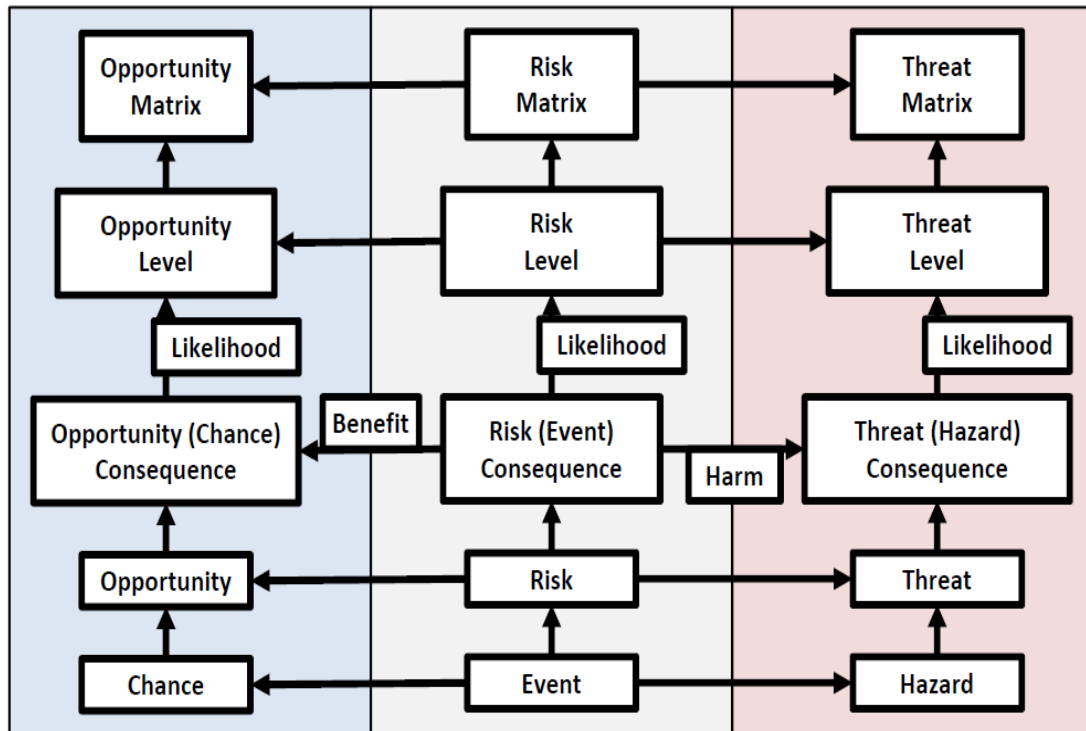 Opportunity
Matrix
Risk
Matrix
Threat
Matrix
Opportunity
Level
Risk
Level
Threat
Level
Likelihood
Likelihood
Likelihood
Opportunity (Chance)
Consequence
Benefit
Risk (Event)
Consequence
Harm
Threat (Hazard)
Consequence
Opportunity
Risk
Threat
Chance
Event
Hazard